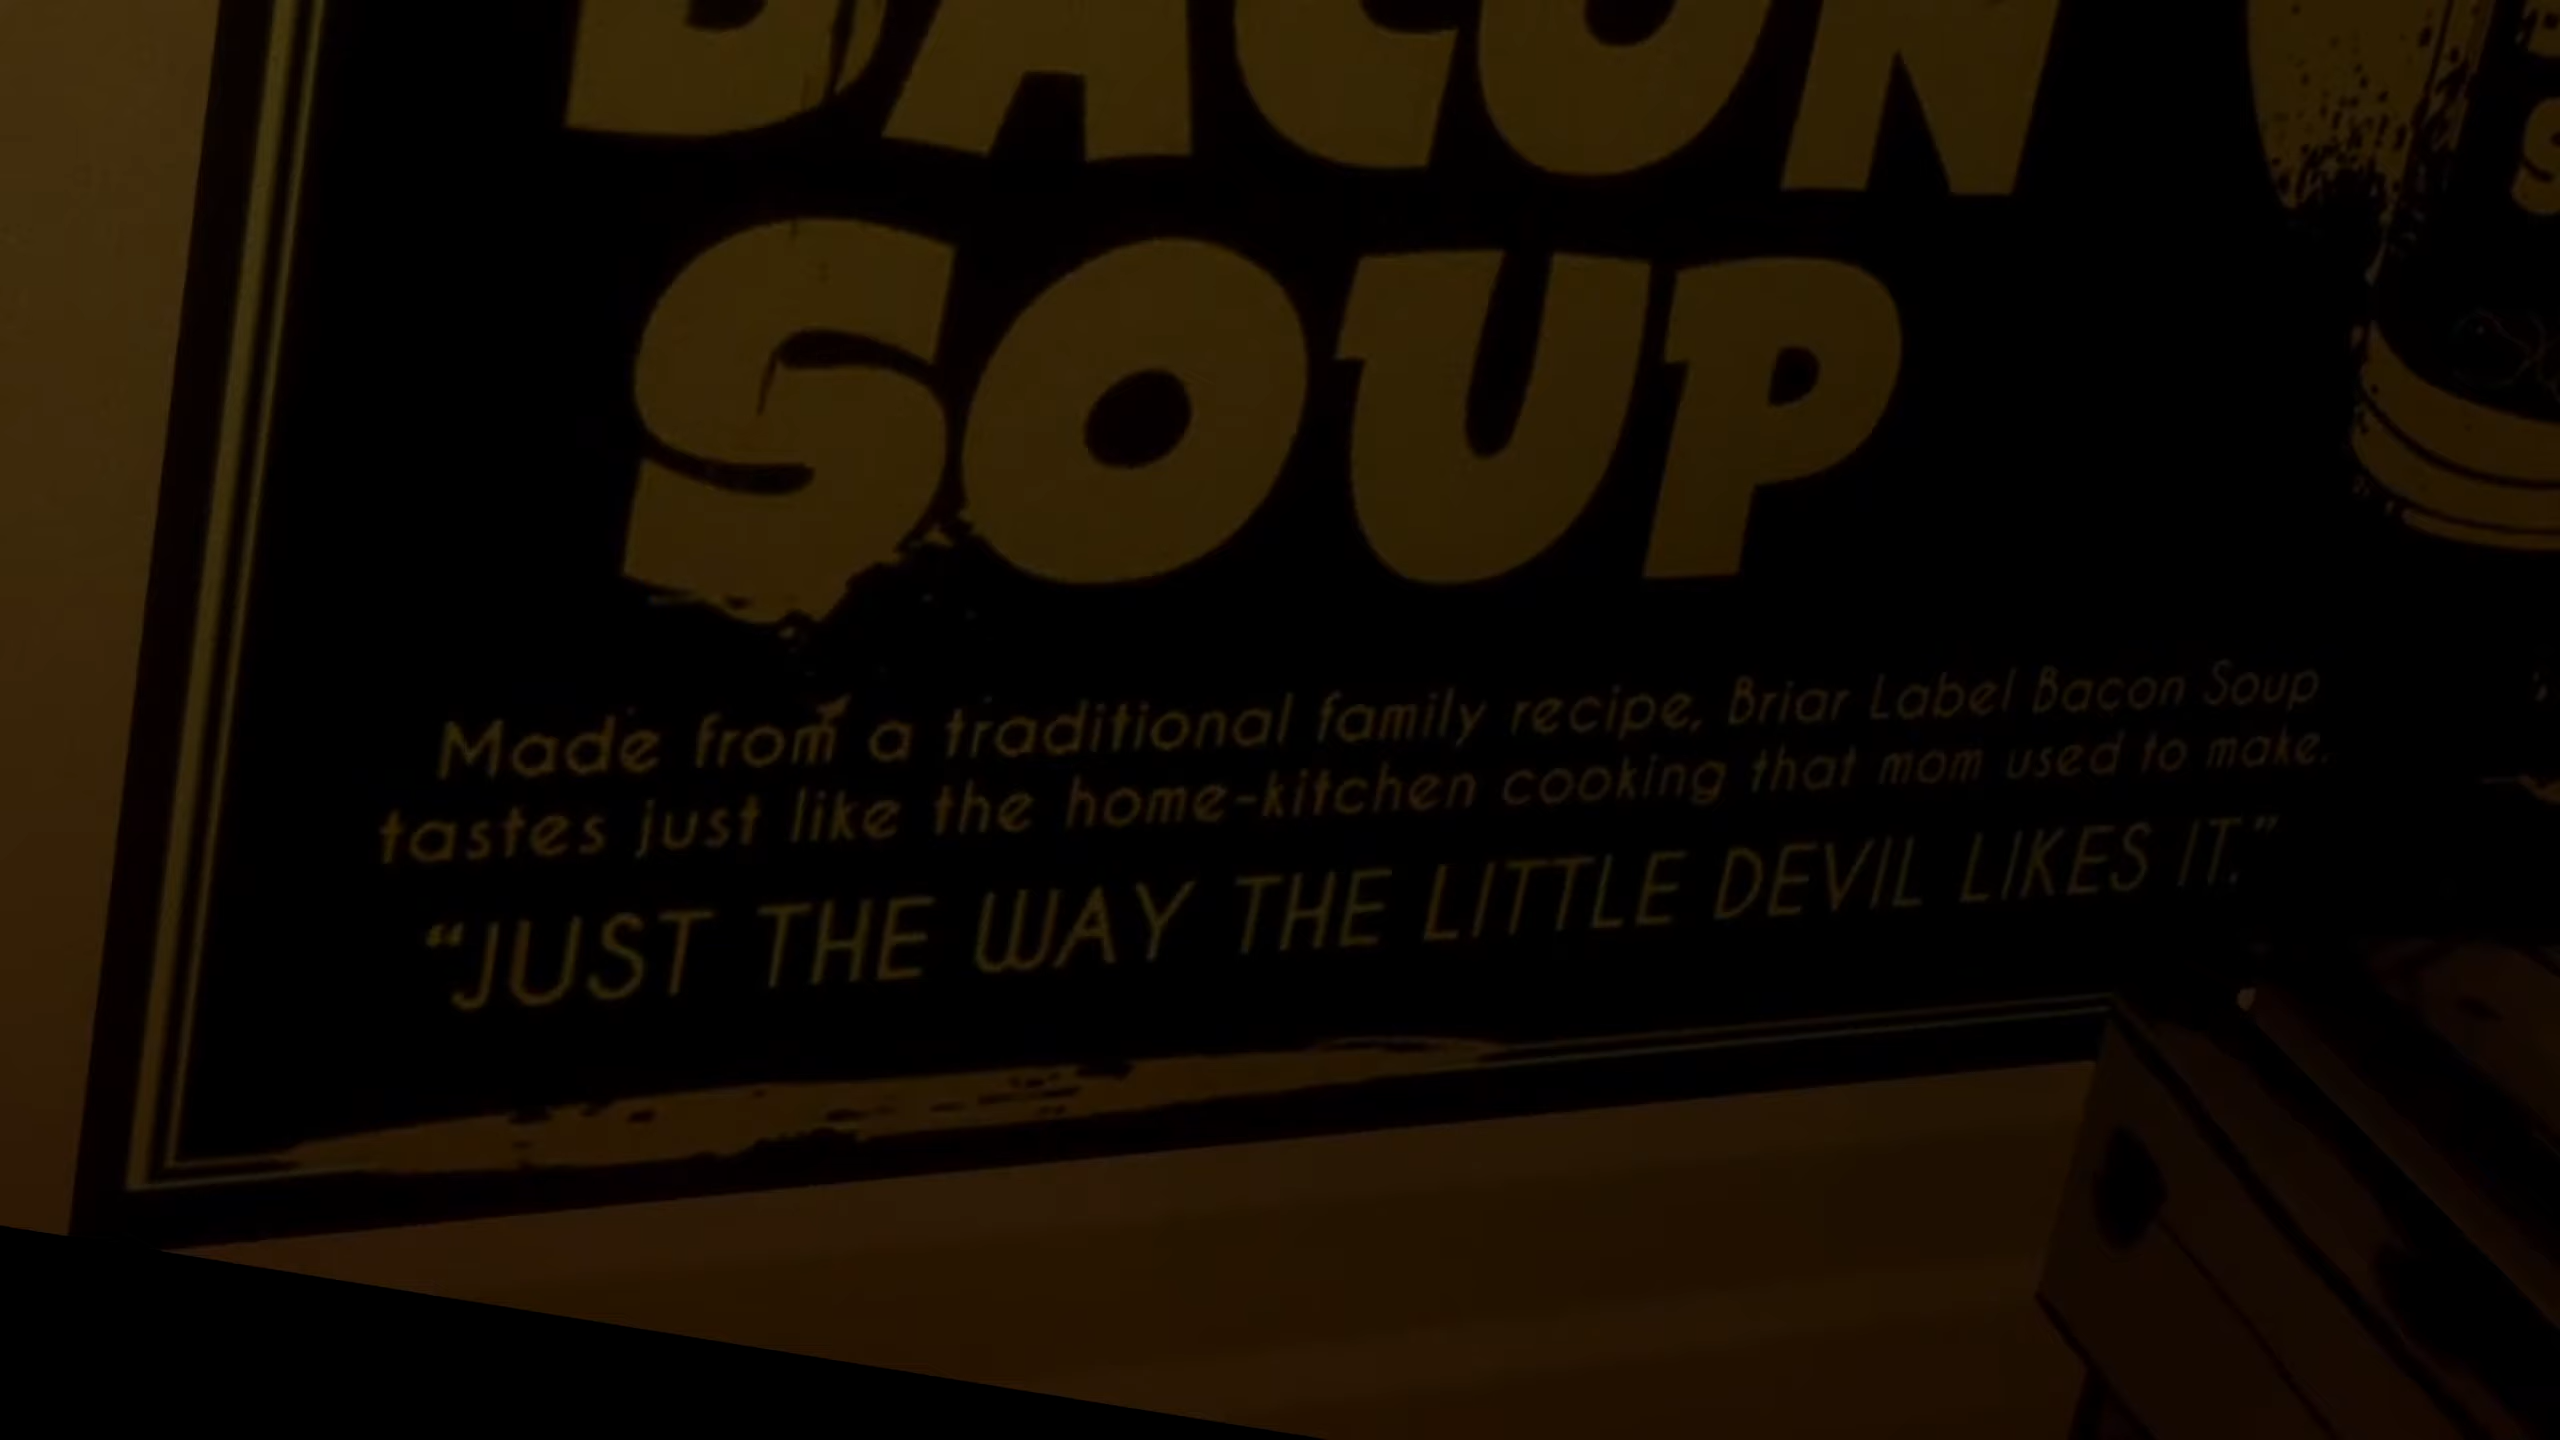 BACON
SOUP
Made from a traditional family recipe, Briar Label Bacon Soup
tastes just like the home-kitchen cooking that mom used to make.
“JUST THE WAY THE LITTLE DEVIL LIKES IT.”